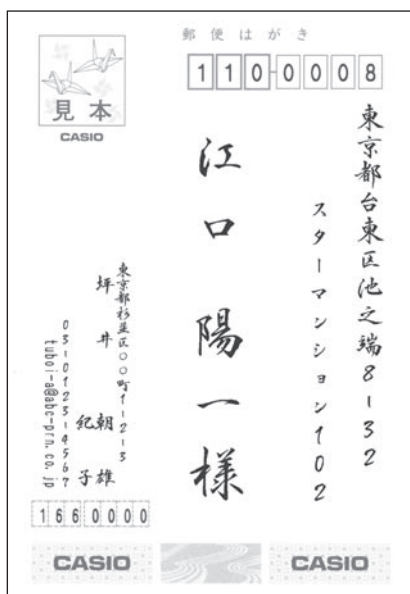 郵便はがき
見本
CASIO
110-0008
東京都台東区池之端8-32
スターマンション102
江口 陽一様
東京都杉並区〇〇町1-2-3
坪井 朝雄
紀子
03-0123-4567
tuboi-a@abc-prn.co.jp
1660000
CASIO
CASIO